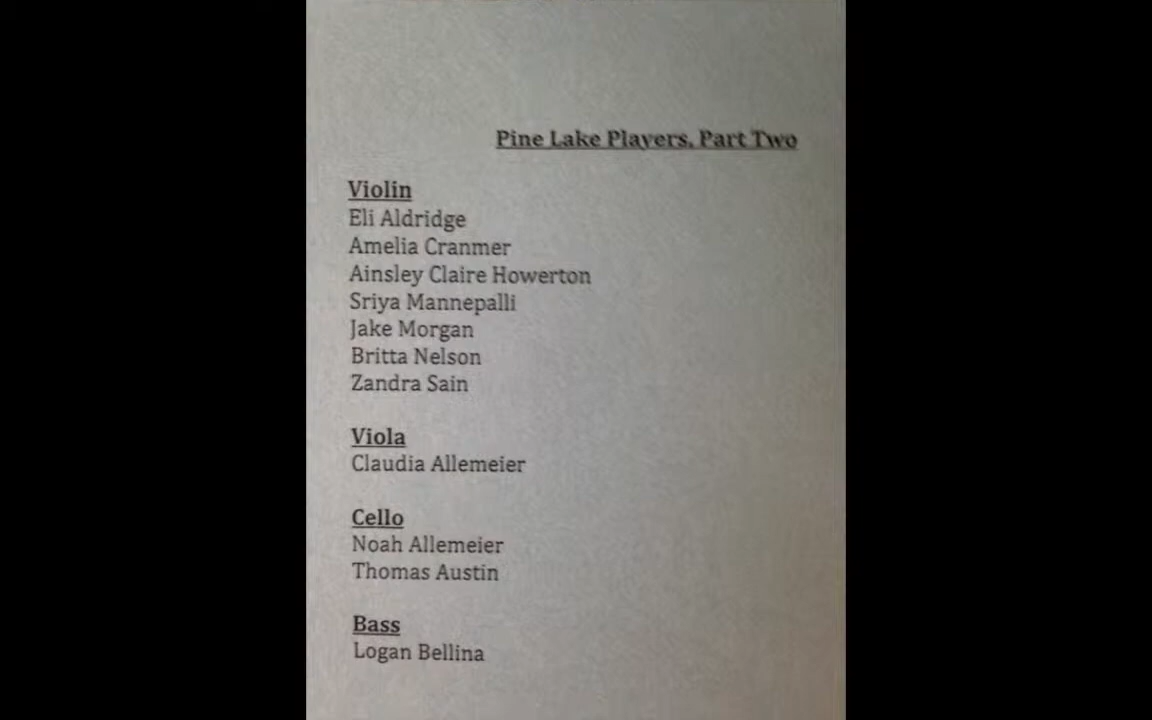 Pine Lake Players, Part Two
Violin
Eli Aldridge
Amelia Cranmer
Ainsley Claire Howerton
Sriya Mannepalli
Jake Morgan
Britta Nelson
Zandra Sain
Viola
Claudia Allemeier
Cello
Noah Allemeier
Thomas Austin
Bass
Logan Bellina